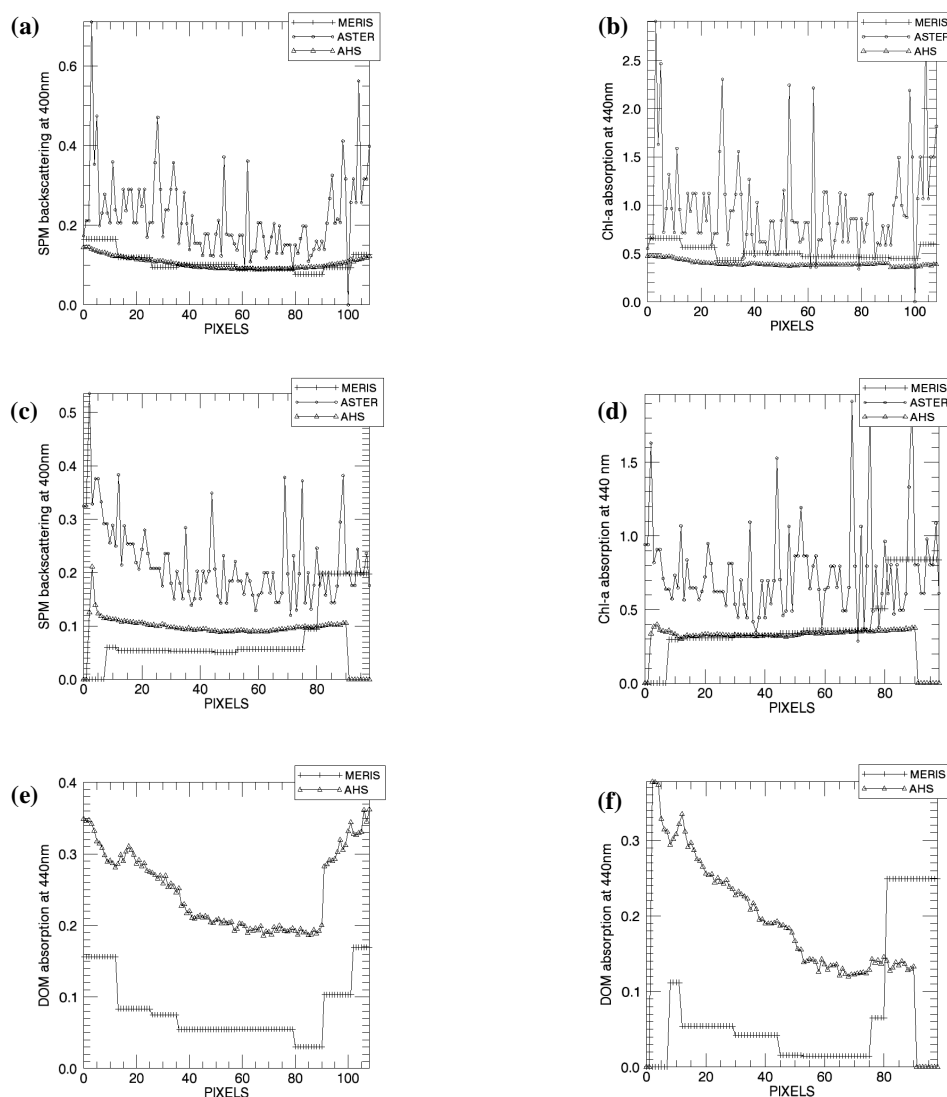 (a)
MERIS
ASTER
AHS
SPM backscattering at 400nm
0.6
0.4
0.2
0.0
0 20 40 60 80 100
PIXELS
(b)
MERIS
ASTER
AHS
Chl-a absorption at 440nm
2.5
2.0
1.5
1.0
0.5
0.0
0 20 40 60 80 100
PIXELS
(c)
MERIS
ASTER
AHS
SPM backscattering at 400nm
0.5
0.4
0.3
0.2
0.1
0.0
0 20 40 60 80
PIXELS
(d)
MERIS
ASTER
AHS
Chl-a absorption at 440 nm
1.5
1.0
0.5
0.0
0 20 40 60 80
PIXELS
(e)
MERIS
AHS
DOM absorption at 440nm
0.4
0.3
0.2
0.1
0.0
0 20 40 60 80 100
PIXELS
(f)
MERIS
AHS
DOM absorption at 440nm
0.3
0.2
0.1
0.0
0 20 40 60 80
PIXELS